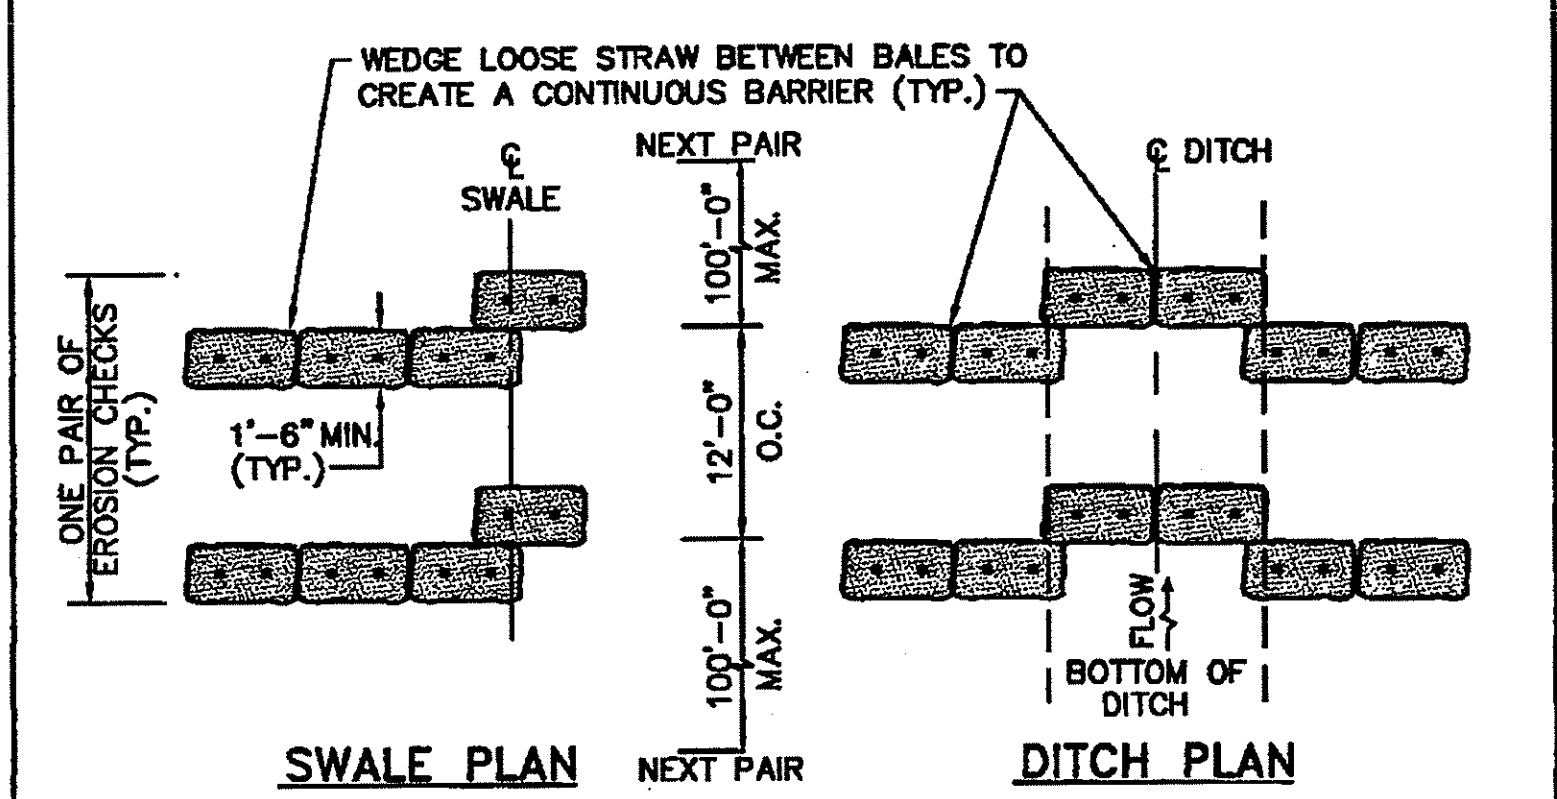 WEDGE LOOSE STRAW BETWEEN BALES TO
CREATE A CONTINUOUS BARRIER (TYP.)
NEXT PAIR
℄
SWALE
℄ DITCH
100'-0"
MAX.
ONE PAIR OF
EROSION CHECKS
(TYP.)
1'-6" MIN.
(TYP.)
12'-0"
O.C.
100'-0"
MAX.
FLOW
BOTTOM OF
DITCH
SWALE PLAN
NEXT PAIR
DITCH PLAN